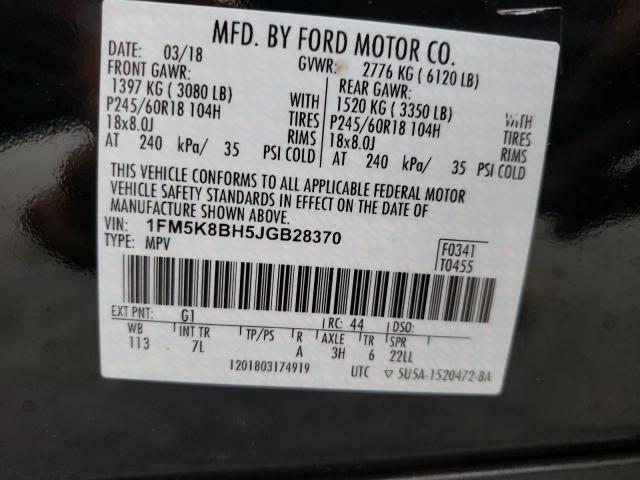 MFD. BY FORD MOTOR CO.
DATE: 03/18 GVWR: 2776 KG ( 6120 LB)
FRONT GAWR: REAR GAWR:
1397 KG ( 3080 LB) WITH 1520 KG ( 3350 LB) WITH
P245/60R18 104H TIRES P245/60R18 104H TIRES
18x8.0J RIMS 18x8.0J RIMS
AT 240 kPa/ 35 PSI COLD AT 240 kPa/ 35 PSI COLD
THIS VEHICLE CONFORMS TO ALL APPLICABLE FEDERAL MOTOR
VEHICLE SAFETY STANDARDS IN EFFECT ON THE DATE OF
MANUFACTURE SHOWN ABOVE.
VIN: 1FM5K8BH5JGB28370 F0341
TYPE: MPV T0455
EXT PNT: G1 RC: 44 DSO:
WB INT TR TP/PS R AXLE TR SPR
113 7L A 3H 6 22LL
1201803174919 UTC ▽ 5U5A-1520472-BA